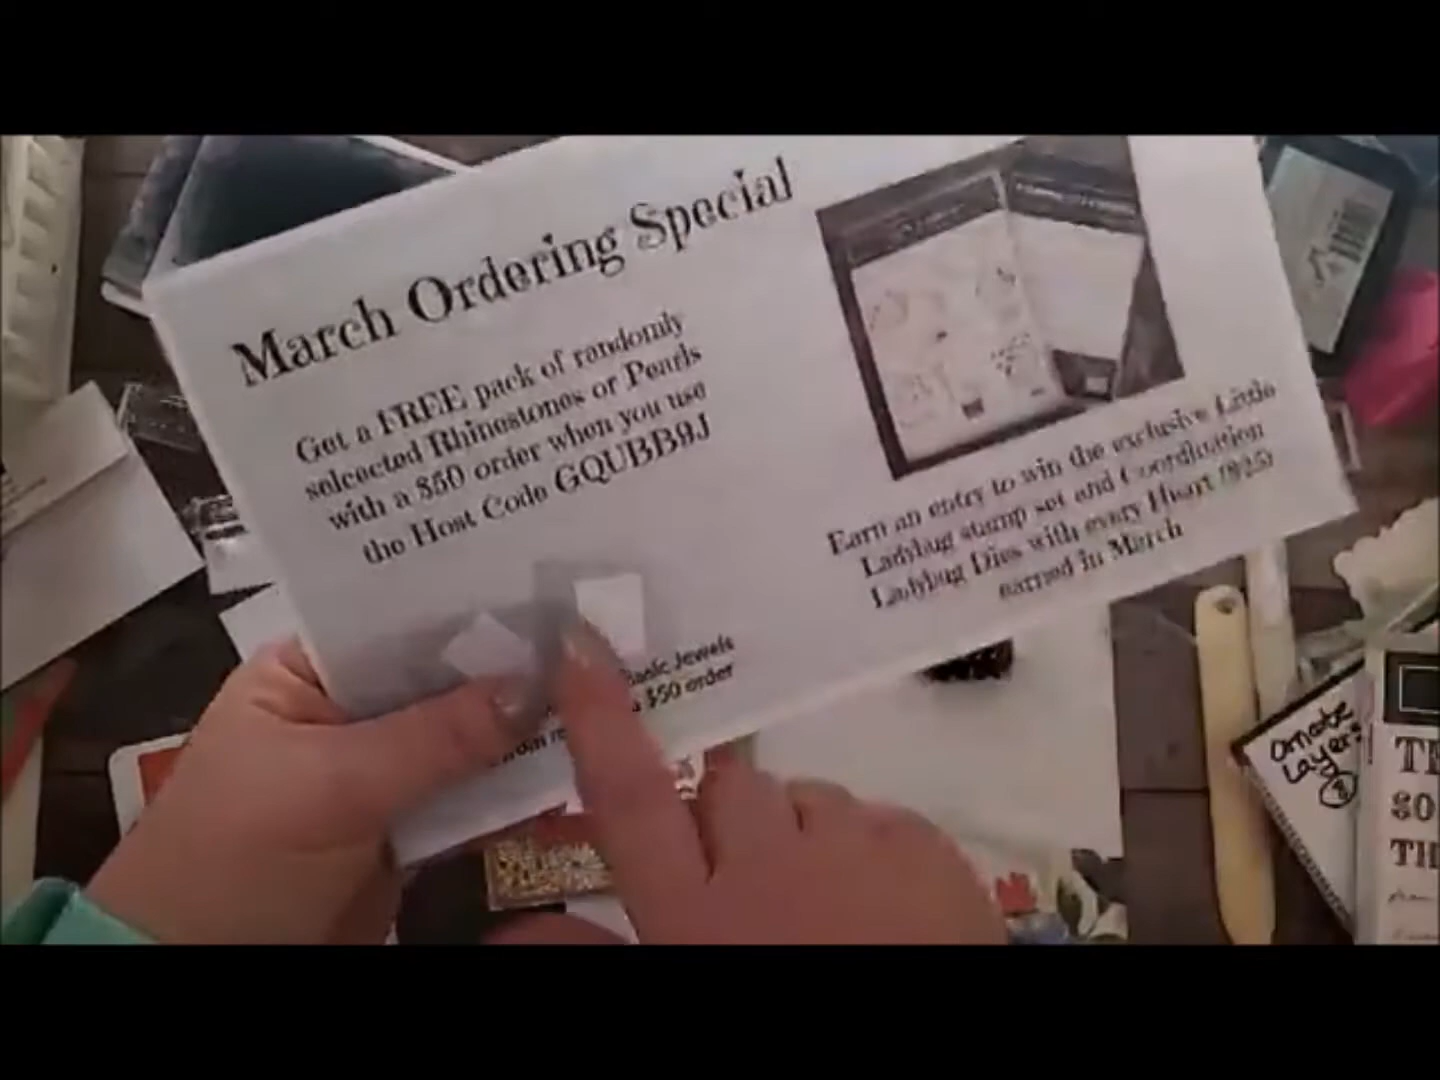 March Ordering Special
Get a FREE pack of randomly
selcected Rhinestones or Pearls
with a $50 order when you use
the Host Code GQUBB9J
Basic Jewels
$50 order
Earn an entry to win the exclusive Little
Ladybug stamp set and Coordination
Ladybug Dies with every Heart ($25)
earned in March
Ornate
Layers